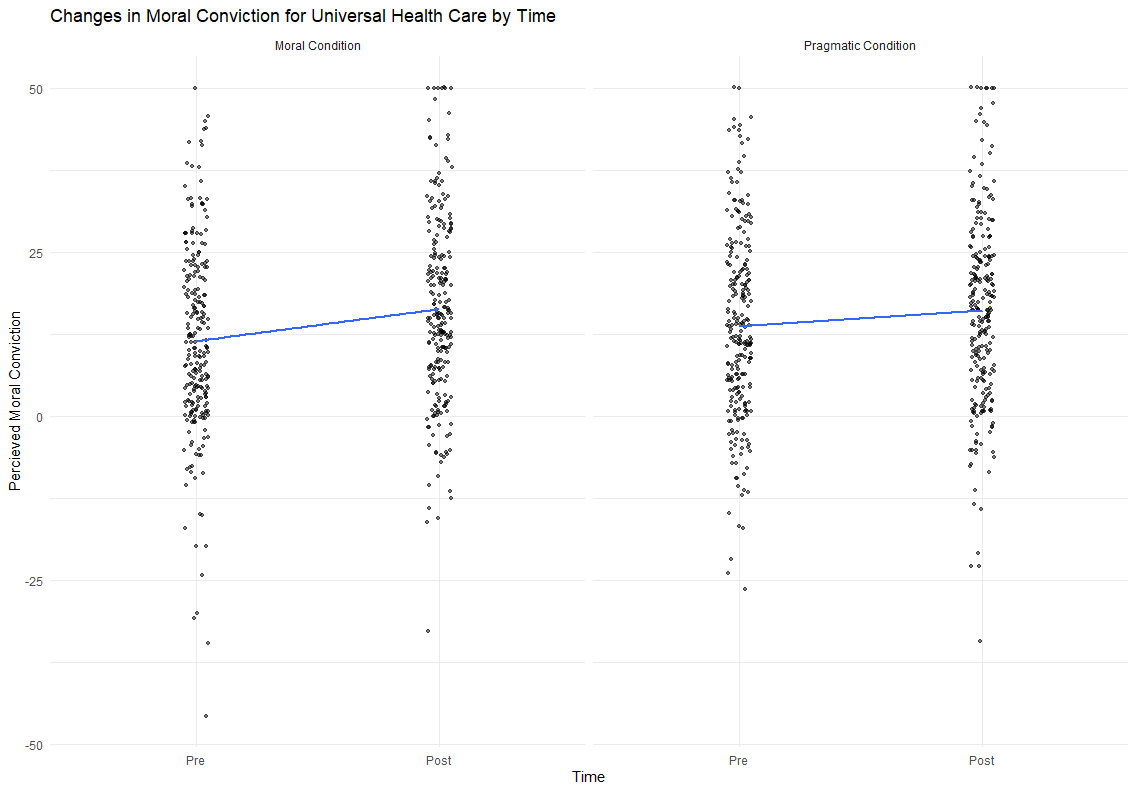 Changes in Moral Conviction for Universal Health Care by Time
Moral Condition
Pragmatic Condition
Percieved Moral Conviction
50
25
0
-25
-50
Pre
Post
Pre
Post
Time